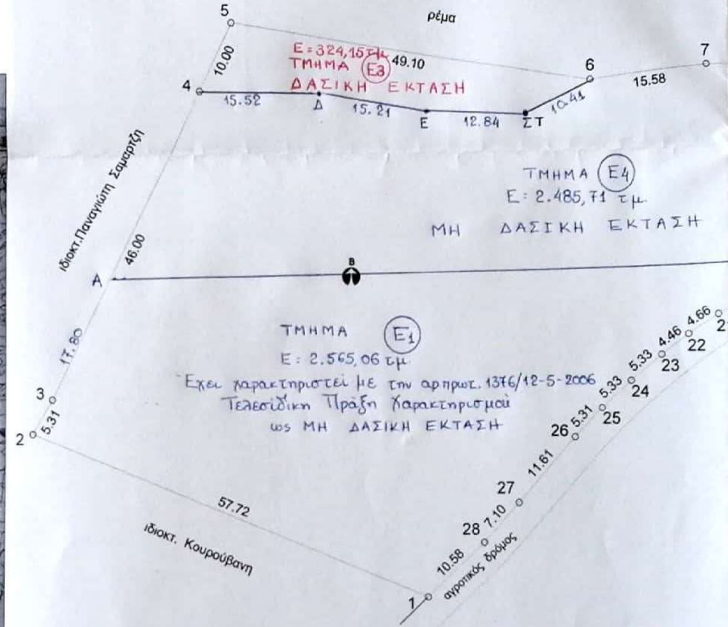 5
ρέμα
Ε=324,15τμ
ΤΜΗΜΑ Ε3
ΔΑΣΙΚΗ ΕΚΤΑΣΗ
49.10
6
7
15.58
10.00
4
15.52
Δ
15.21
Ε
12.84
ΣΤ
10.41
ΤΜΗΜΑ Ε4
Ε: 2.485,71 τμ
ΜΗ ΔΑΣΙΚΗ ΕΚΤΑΣΗ
ιδιοκτ.Παναγιώτη Σαμαρτζή
46.00
Α
Β
17.80
ΤΜΗΜΑ Ε1
Ε: 2.565,06 τμ
Έχει χαρακτηριστεί με την αρπρωτ. 1376/12-5-2006
Τελεσίδικη Πράξη Χαρακτηρισμού
ως ΜΗ ΔΑΣΙΚΗ ΕΚΤΑΣΗ
3
5.31
2
57.72
ιδιοκτ. Κουρούβανη
4.66
22
4.46
23
5.33
24
5.33
25
5.31
26
11.61
27
7.10
28
10.58
1
αγροτικός δρόμος